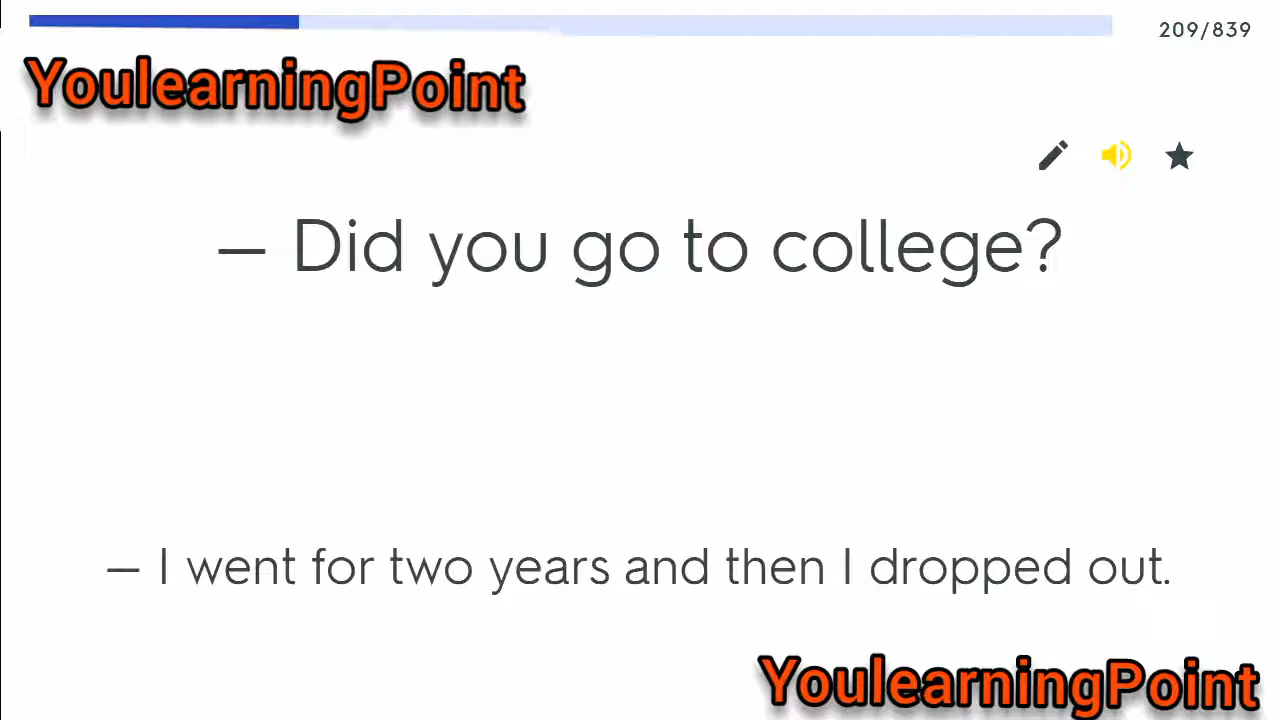 209/839
YoulearningPoint
— Did you go to college?
— I went for two years and then I dropped out.
YoulearningPoint